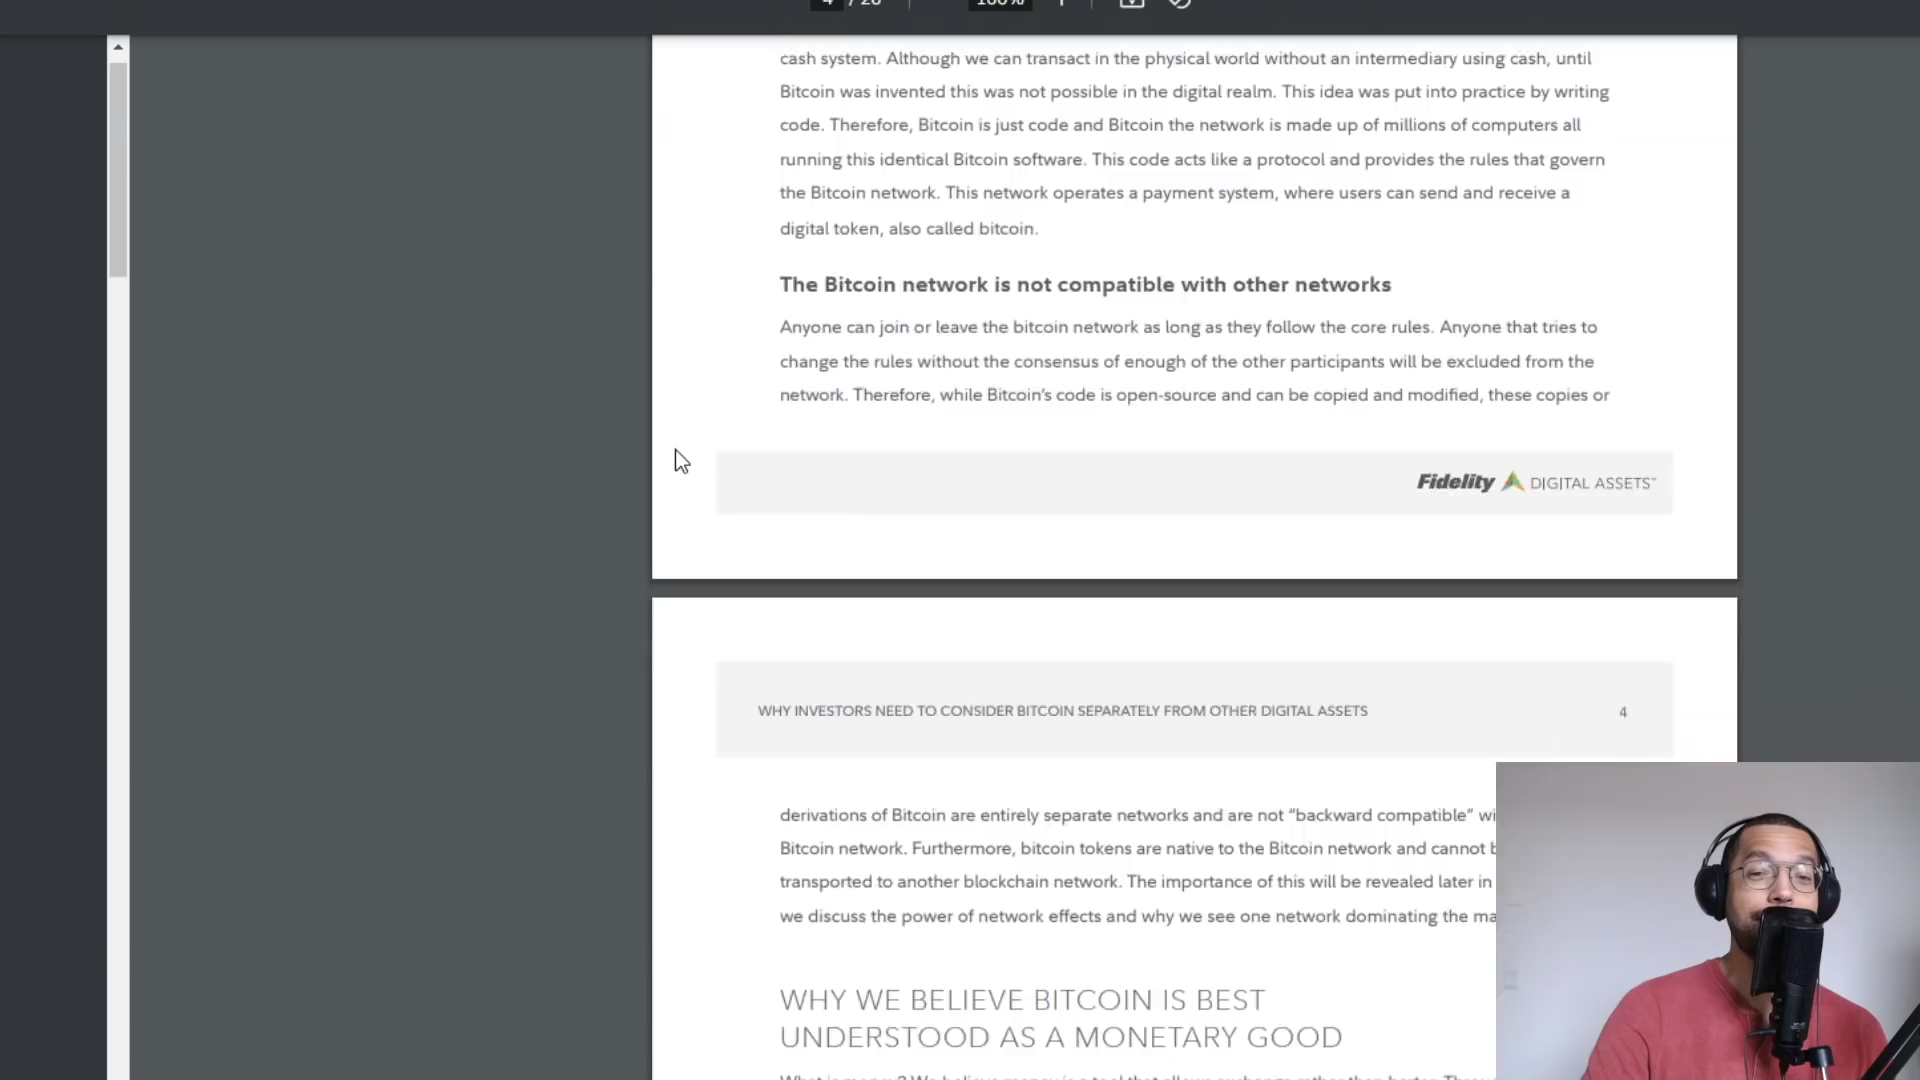 4 / 26 100%
cash system. Although we can transact in the physical world without an intermediary using cash, until
Bitcoin was invented this was not possible in the digital realm. This idea was put into practice by writing
code. Therefore, Bitcoin is just code and Bitcoin the network is made up of millions of computers all
running this identical Bitcoin software. This code acts like a protocol and provides the rules that govern
the Bitcoin network. This network operates a payment system, where users can send and receive a
digital token, also called bitcoin.
The Bitcoin network is not compatible with other networks
Anyone can join or leave the bitcoin network as long as they follow the core rules. Anyone that tries to
change the rules without the consensus of enough of the other participants will be excluded from the
network. Therefore, while Bitcoin’s code is open-source and can be copied and modified, these copies or
Fidelity DIGITAL ASSETS℠
WHY INVESTORS NEED TO CONSIDER BITCOIN SEPARATELY FROM OTHER DIGITAL ASSETS 4
derivations of Bitcoin are entirely separate networks and are not “backward compatible”
Bitcoin network. Furthermore, bitcoin tokens are native to the Bitcoin network and cannot
transported to another blockchain network. The importance of this will be revealed later in
we discuss the power of network effects and why we see one network dominating the
WHY WE BELIEVE BITCOIN IS BEST
UNDERSTOOD AS A MONETARY GOOD